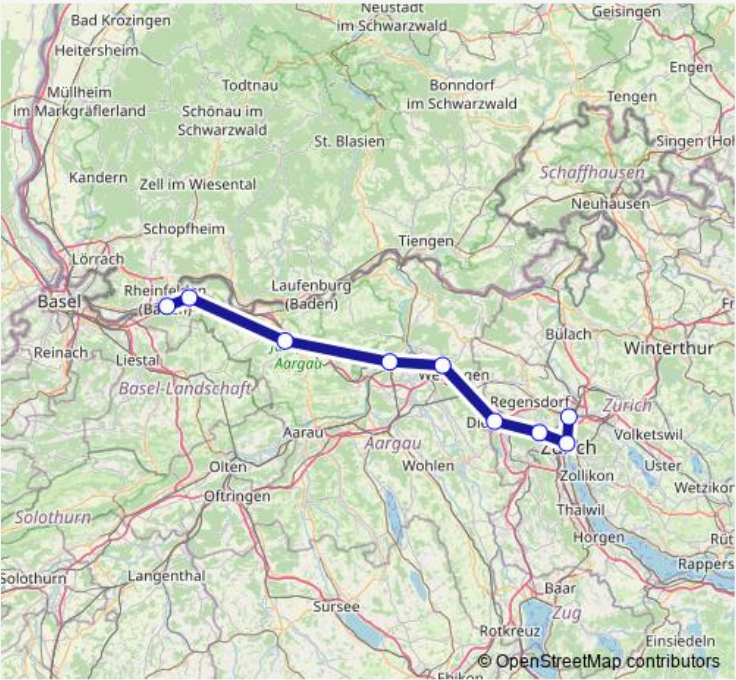 Neustadt
im Schwarzwald
Geisingen
Bad Krozingen
Heitersheim
Engen
Todtnau
Bonndorf
im Schwarzwald
Müllheim
im Markgräflerland
Tengen
Schönau im
Schwarzwald
St. Blasien
Singen (Hoh
Schaffhausen
Kandern
Zell im Wiesental
Neuhausen
Schopfheim
Tiengen
Lörrach
Laufenburg
(Baden)
Rheinfelden
Basel
Bülach
Winterthur
Reinach
Liestal
Aargau
Basel-Landschaft
Regensdorf
Zürich
Aarau
Aargau
Zürich
Volketswil
Olten
Wohlen
Zollikon
Uster
Oftringen
Wetzikon
Thalwil
Solothurn
Horgen
Rüt
Rappers
Solothurn
Langenthal
Baar
Sursee
Zug
Rotkreuz
Einsiedeln
© OpenStreetMap contributors